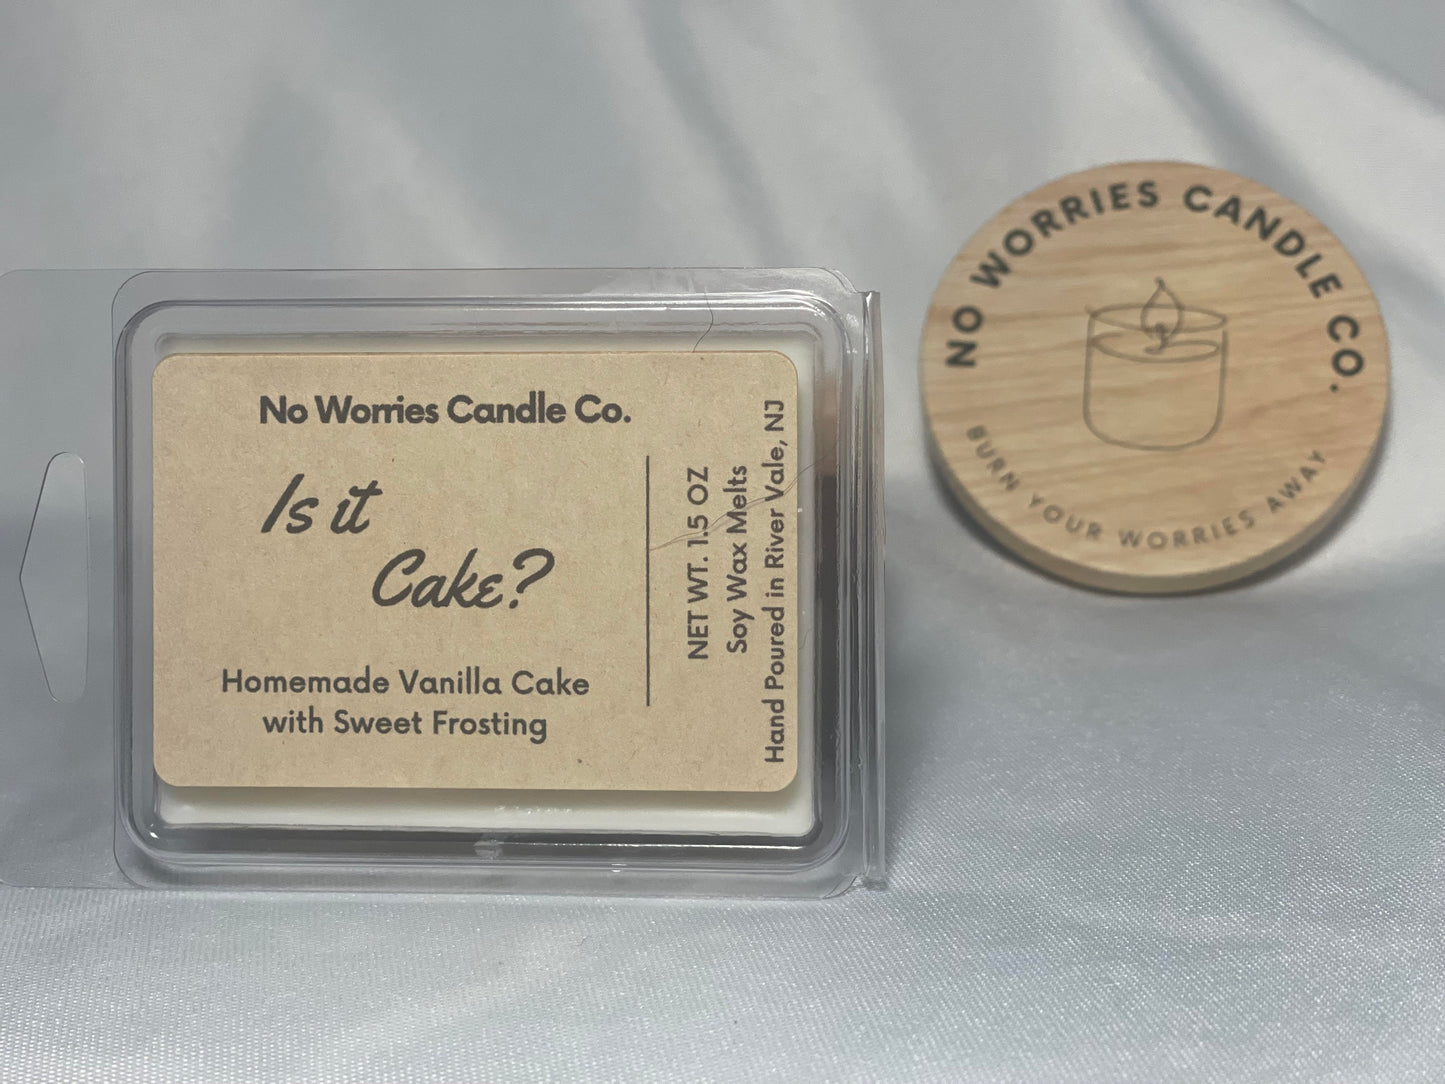 No Worries Candle Co.
Is it
Cake?
Homemade Vanilla Cake
with Sweet Frosting
NET WT. 1.5 OZ
Soy Wax Melts
Hand Poured in River Vale, NJ
NO WORRIES CANDLE CO.
BURN YOUR WORRIES AWAY